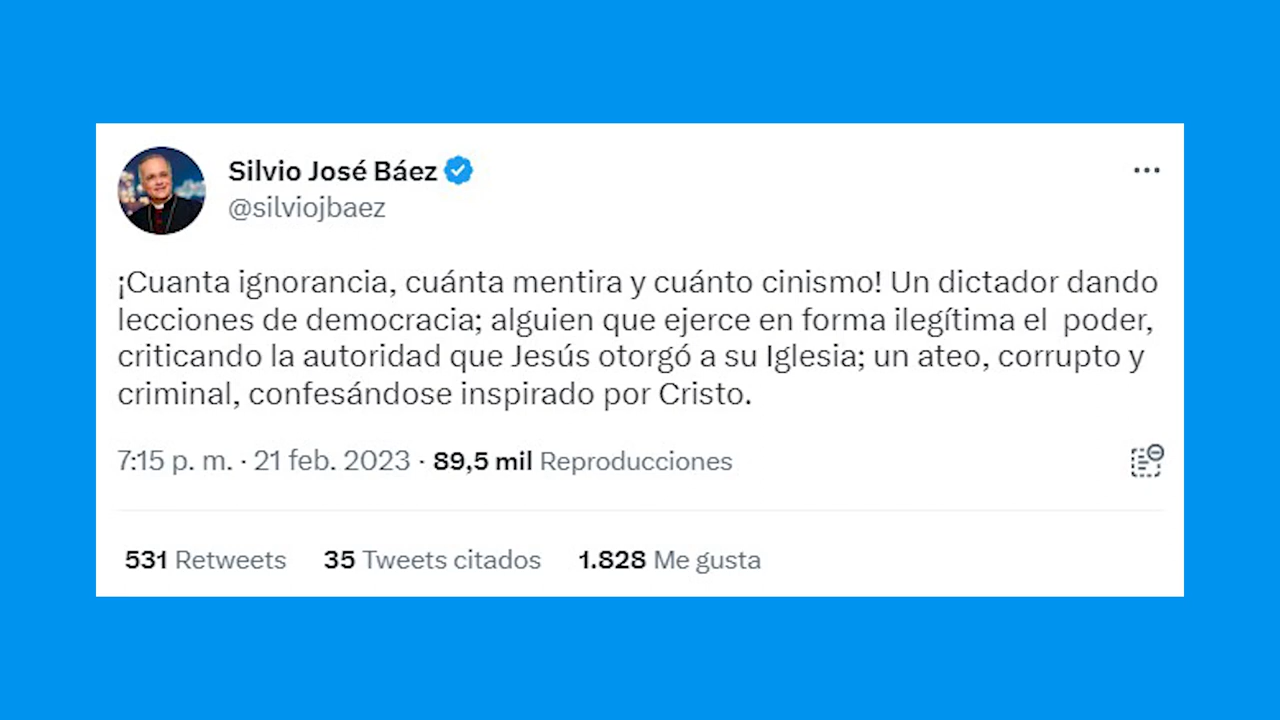 Silvio José Báez
@silviojbaez
¡Cuanta ignorancia, cuánta mentira y cuánto cinismo! Un dictador dando
lecciones de democracia; alguien que ejerce en forma ilegítima el  poder,
criticando la autoridad que Jesús otorgó a su Iglesia; un ateo, corrupto y
criminal, confesándose inspirado por Cristo.
7:15 p. m. · 21 feb. 2023 · 89,5 mil Reproducciones
531 Retweets 35 Tweets citados 1.828 Me gusta